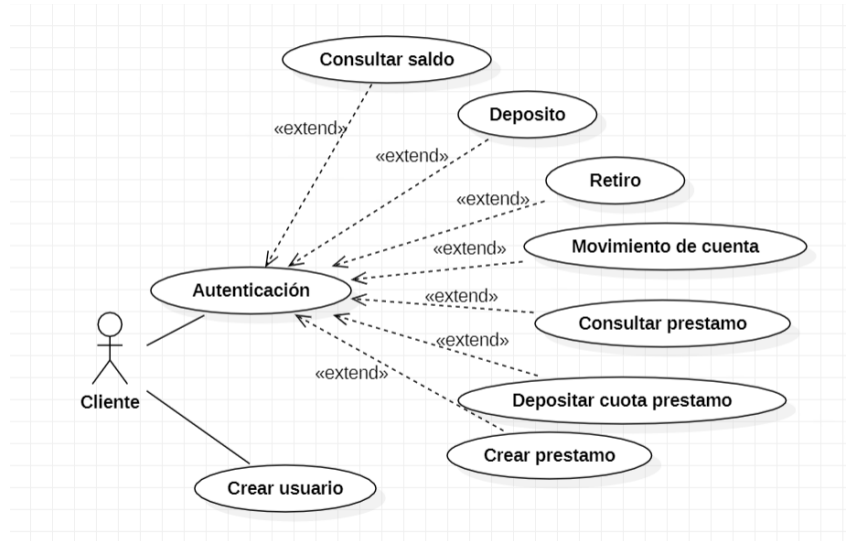 Consultar saldo
«extend»
Deposito
«extend»
Retiro
«extend»
Movimiento de cuenta
«extend»
Autenticación
«extend»
Consultar prestamo
«extend»
Depositar cuota prestamo
«extend»
Cliente
Crear prestamo
Crear usuario